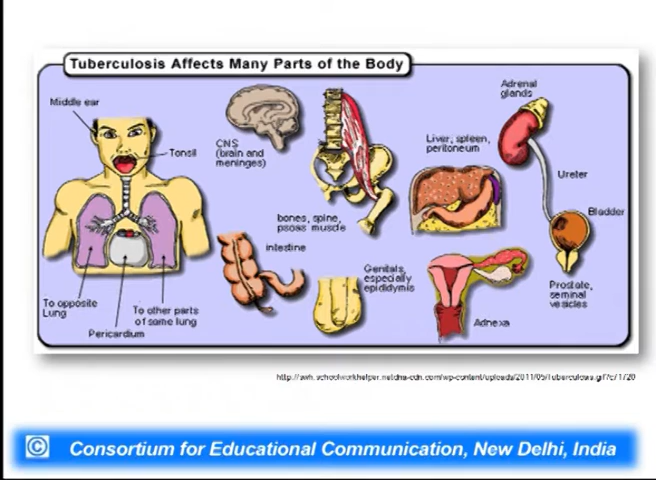 Tuberculosis Affects Many Parts of the Body
Middle ear
Tonsil
To opposite
Lung
Pericardium
To other parts
of same lung
CNS
(brain and
meninges)
bones, spine,
psoas muscle
intestine
Genitals,
especially
epididymis
Liver, spleen,
peritoneum
Adnexa
Adrenal
glands
Ureter
Bladder
Prostate,
seminal
vesicles
© Consortium for Educational Communication, New Delhi, India